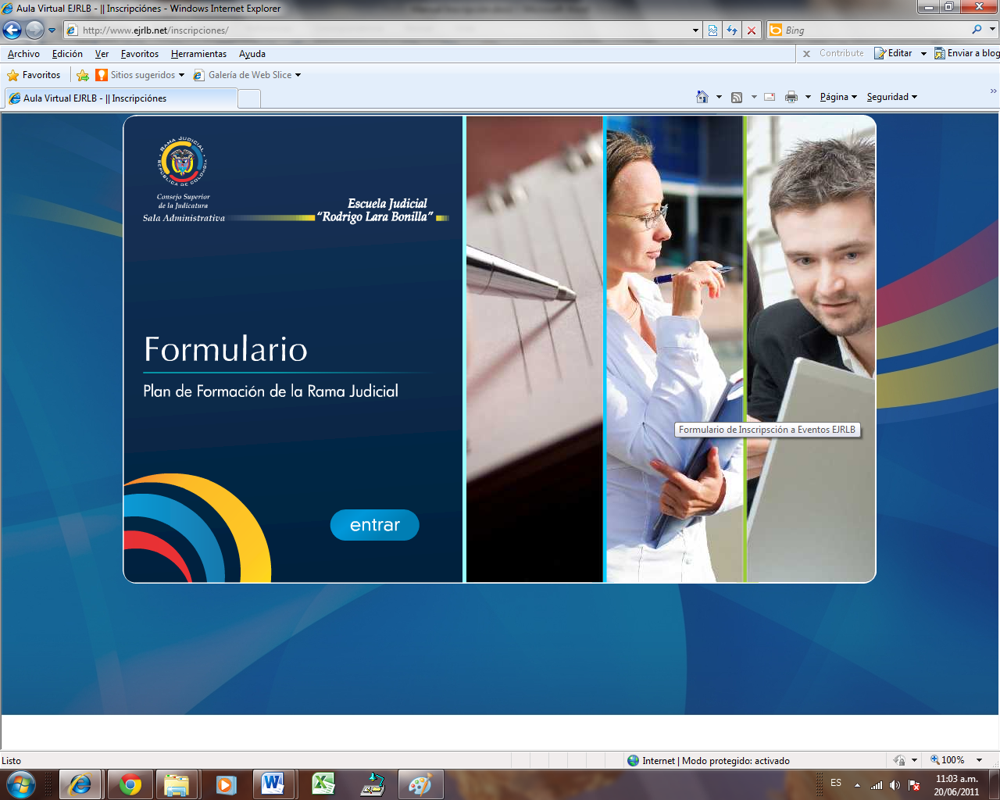 Aula Virtual EJRLB - || Inscripciónes - Windows Internet Explorer
http://www.ejrlb.net/inscripciones/
Bing
Archivo Edición Ver Favoritos Herramientas Ayuda
Contribute Editar Enviar a blog
Favoritos Sitios sugeridos Galería de Web Slice
Aula Virtual EJRLB - || Inscripciónes
Página Seguridad
RAMA JUDICIAL
REPUBLICA DE COLOMBIA
Consejo Superior
de la Judicatura
Sala Administrativa
Escuela Judicial
“Rodrigo Lara Bonilla”
Formulario
Plan de Formación de la Rama Judicial
Formulario de Inscripsción a Eventos EJRLB
entrar
Listo
Internet | Modo protegido: activado
100%
ES
11:03 a.m.
20/06/2011